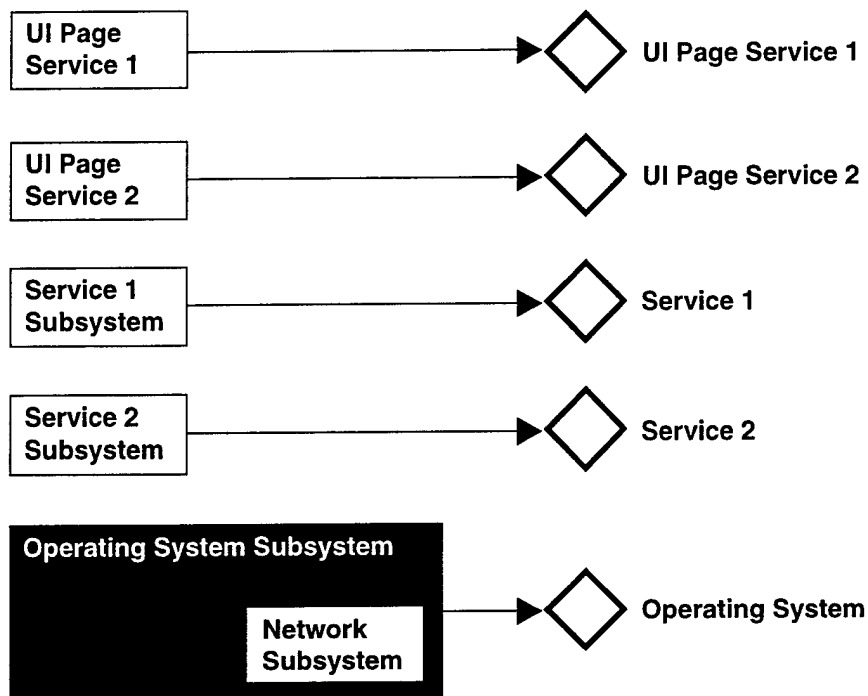 UI Page
Service 1
UI Page Service 1
UI Page
Service 2
UI Page Service 2
Service 1
Subsystem
Service 1
Service 2
Subsystem
Service 2
Operating System Subsystem
Network
Subsystem
Operating System